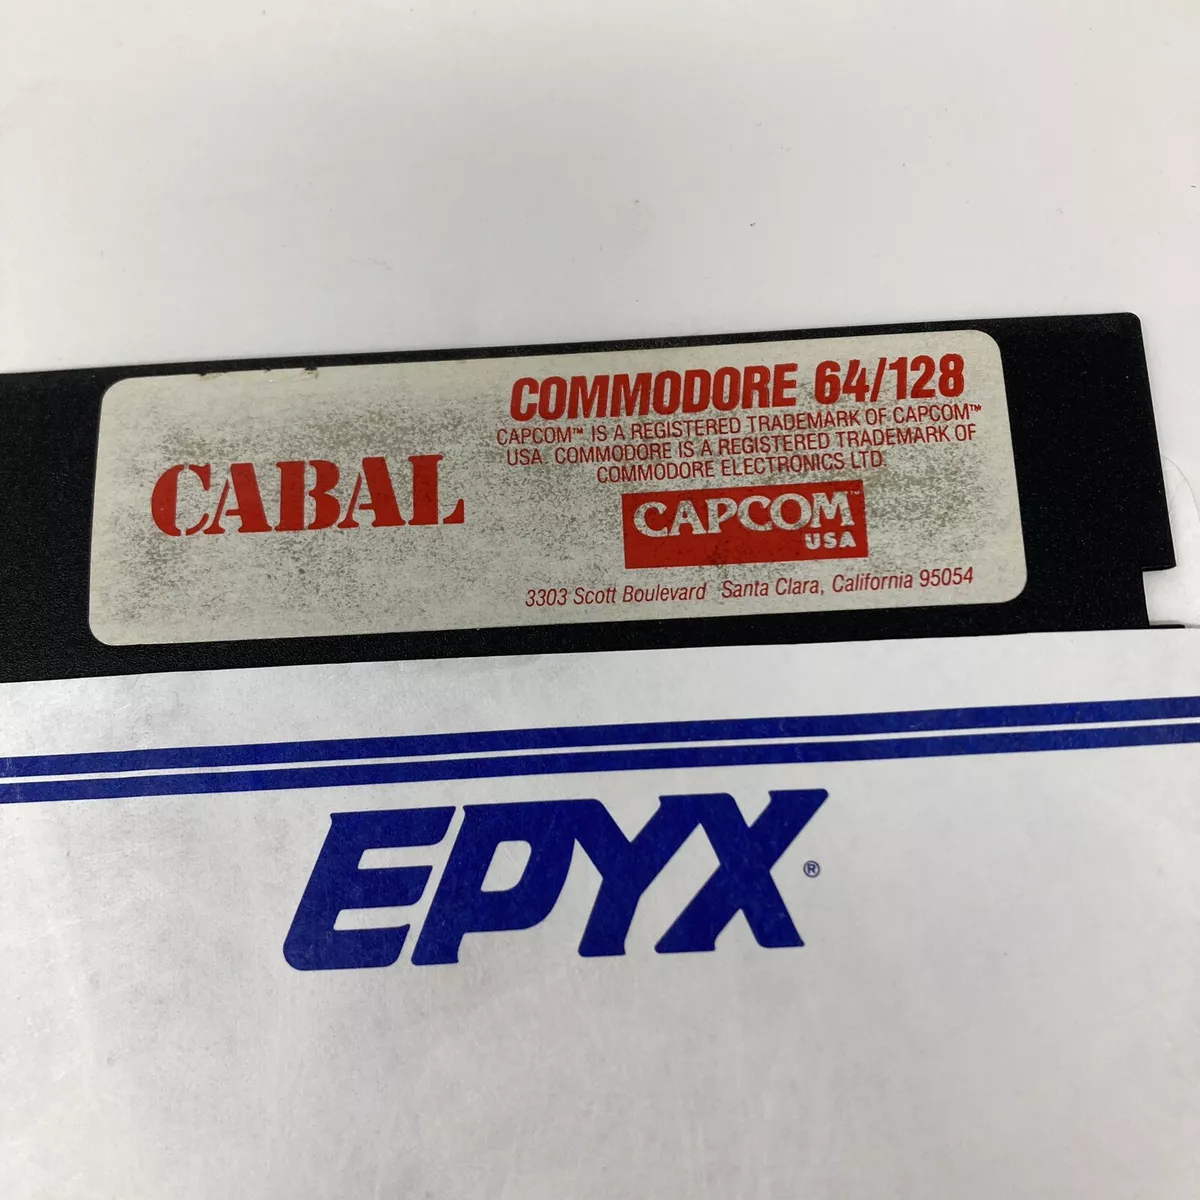 CABAL
COMMODORE 64/128
CAPCOM™ IS A REGISTERED TRADEMARK OF CAPCOM™
USA. COMMODORE IS A REGISTERED TRADEMARK OF
COMMODORE ELECTRONICS LTD.
CAPCOM™
USA
3303 Scott Boulevard Santa Clara, California 95054
EPYX®